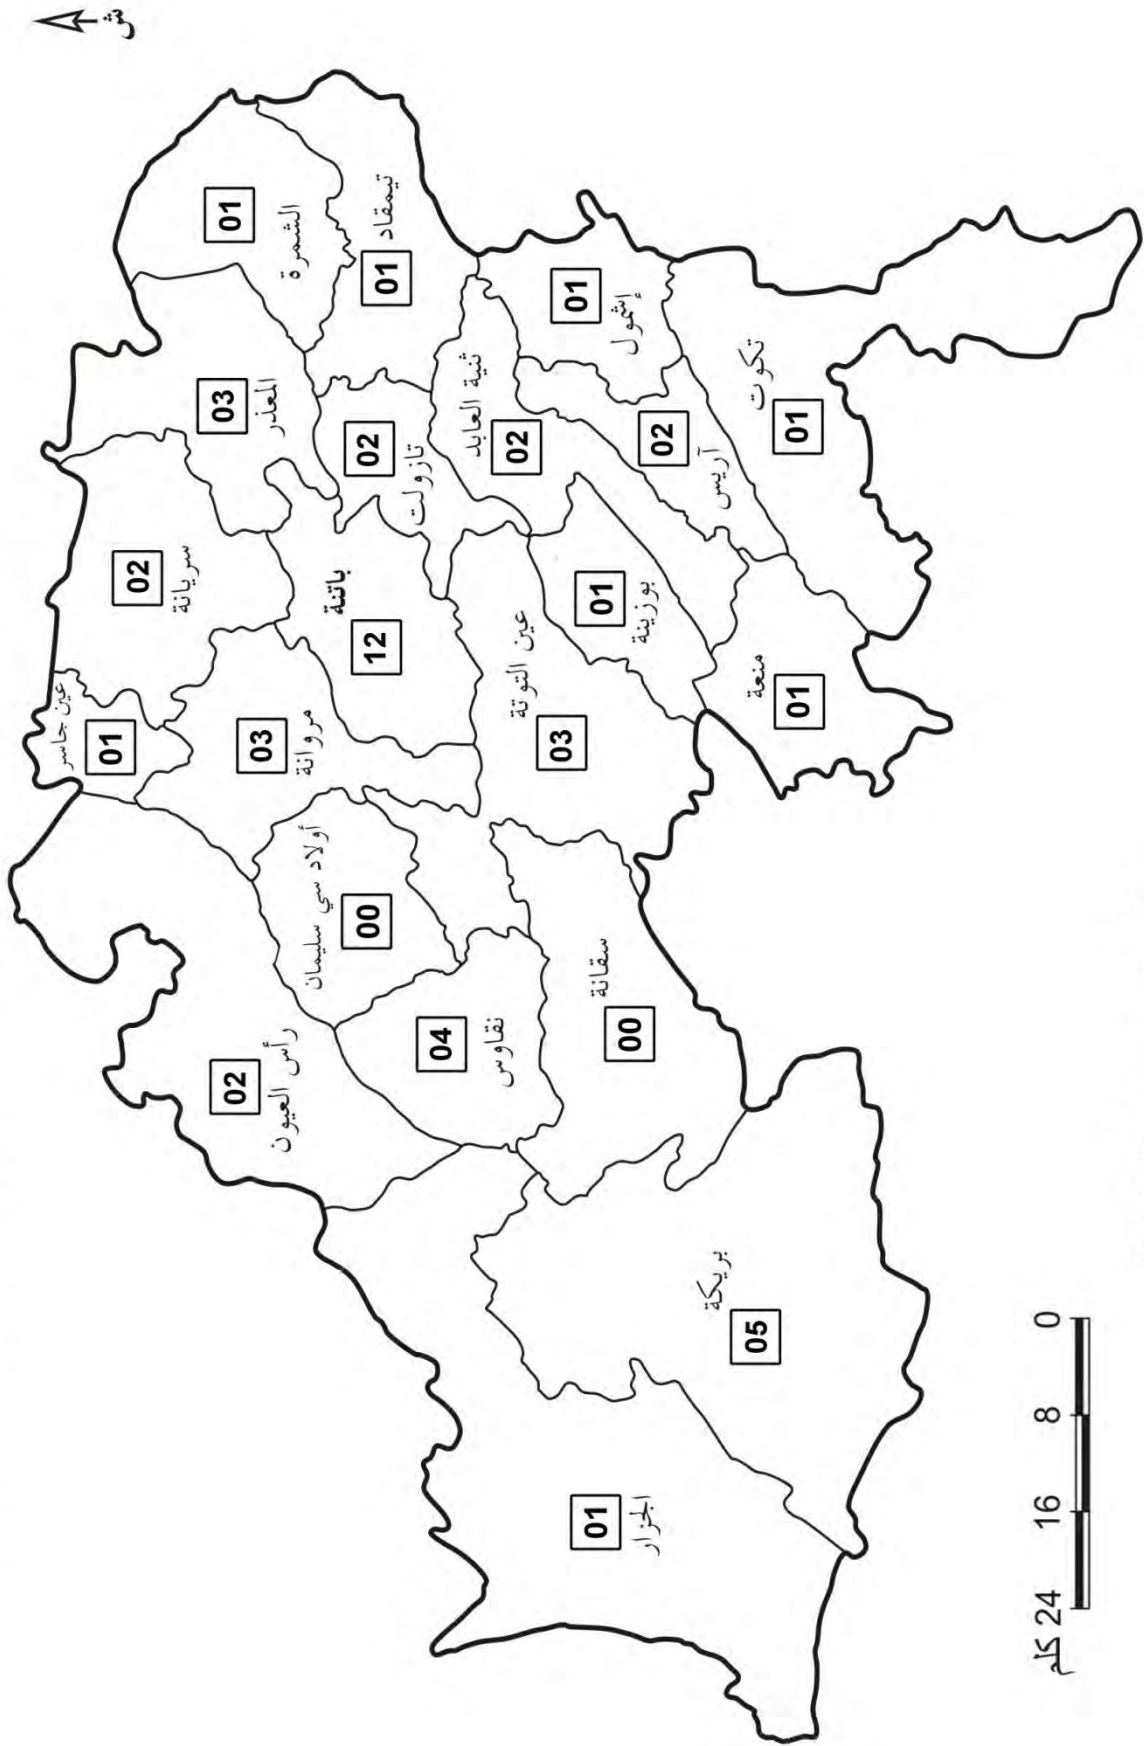 ش
عين جاسر
01
سريانة
02
المعذر
03
الشمرة
01
تيمقاد
01
مروانة
03
باتنة
12
تازولت
02
رأس العيون
02
أولاد سي سليمان
00
نقاوس
04
عين التوتة
03
ثنية العابد
02
إشمول
01
بوزينة
01
آريس
02
سقانة
00
منعة
01
تكوت
01
الجزار
01
بريكة
05
كلم 24 16 8 0